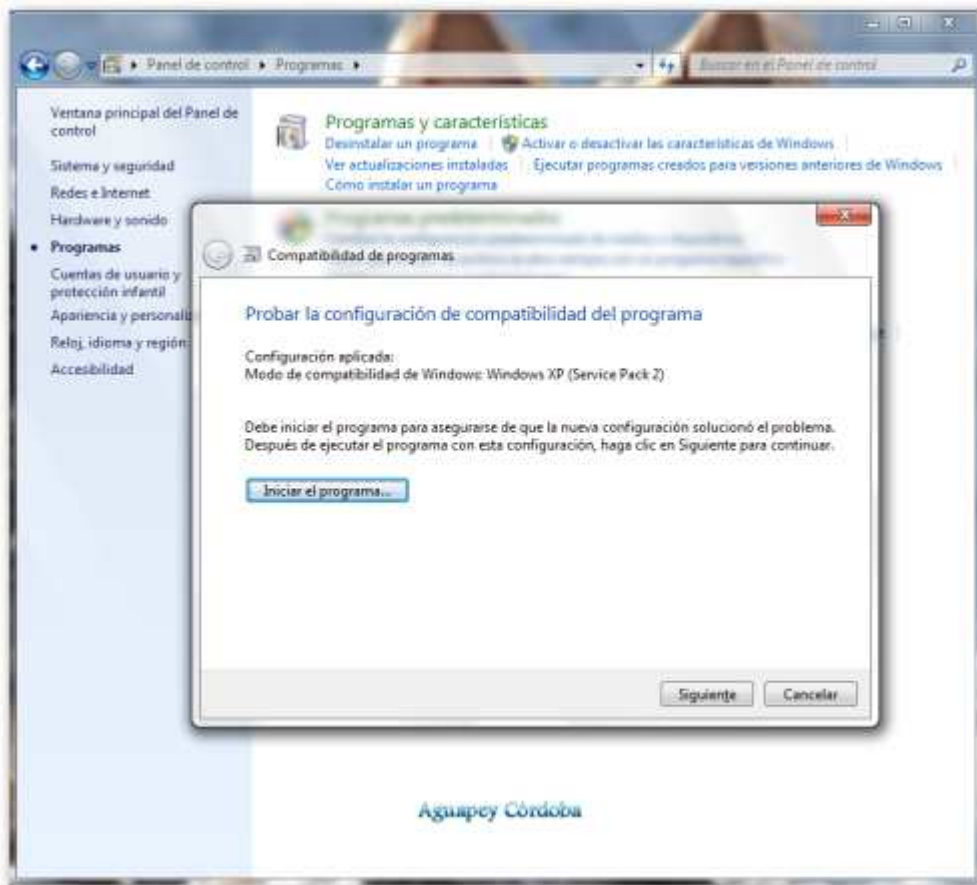 Panel de control Programas
Buscar en el Panel de control
Ventana principal del Panel de
control
Sistema y seguridad
Redes e Internet
Hardware y sonido
Programas
Cuentas de usuario y
protección infantil
Apariencia y personali
Reloj, idioma y región
Accesibilidad
Programas y características
Desinstalar un programa
Activar o desactivar las características de Windows
Ver actualizaciones instaladas
Ejecutar programas creados para versiones anteriores de Windows
Cómo instalar un programa
Programas predeterminados
Compatibilidad de programas
Probar la configuración de compatibilidad del programa
Configuración aplicada:
Modo de compatibilidad de Windows: Windows XP (Service Pack 2)
Debe iniciar el programa para asegurarse de que la nueva configuración solucionó el problema.
Después de ejecutar el programa con esta configuración, haga clic en Siguiente para continuar.
Iniciar el programa...
Siguiente
Cancelar
Aguapey Córdoba